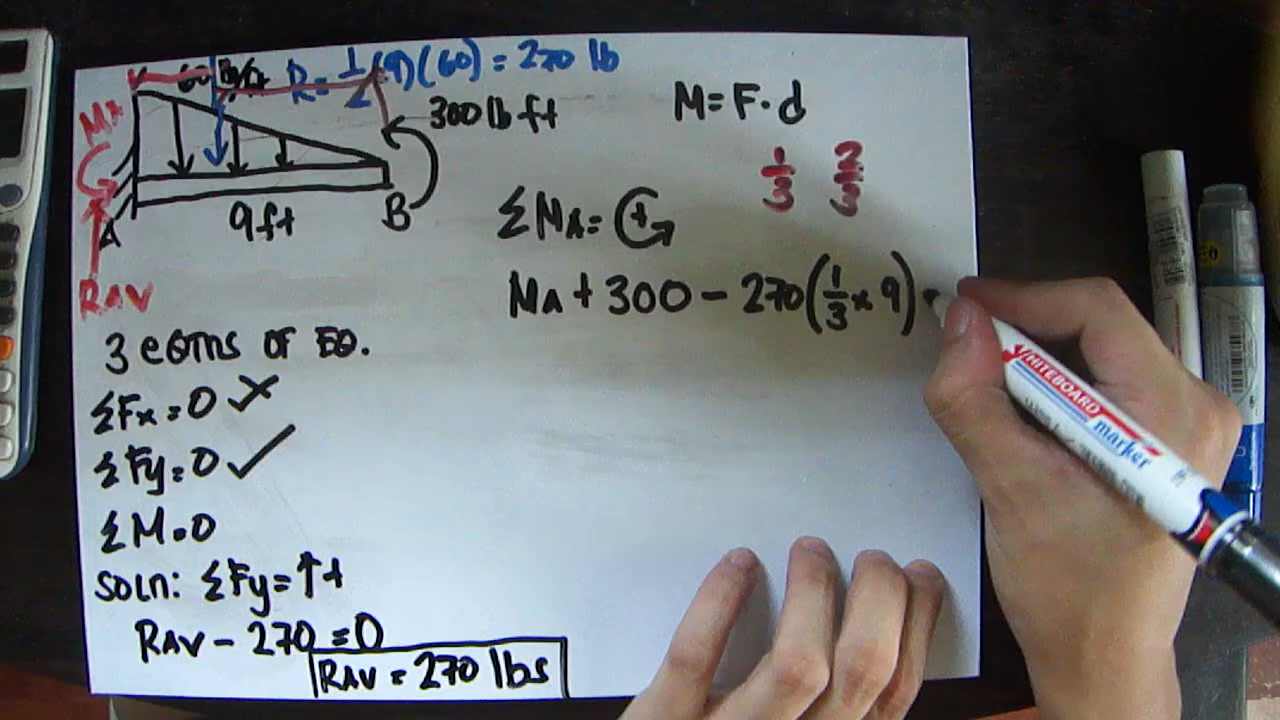 R = 1/2 (9)(60) = 270 lb
300 lb ft
MA
9 ft
A
B
RAV
3 eqtns OF EQ.
ΣFx = 0 ✗
ΣFy = 0 ✓
ΣM = 0
SOLN: ΣFy = ↑+
RAV - 270 = 0
RAV = 270 lbs
M = F · d
1/3 2/3
ΣMA = +
MA + 300 - 270(1/3 x 9)
WHITEBOARD
marker